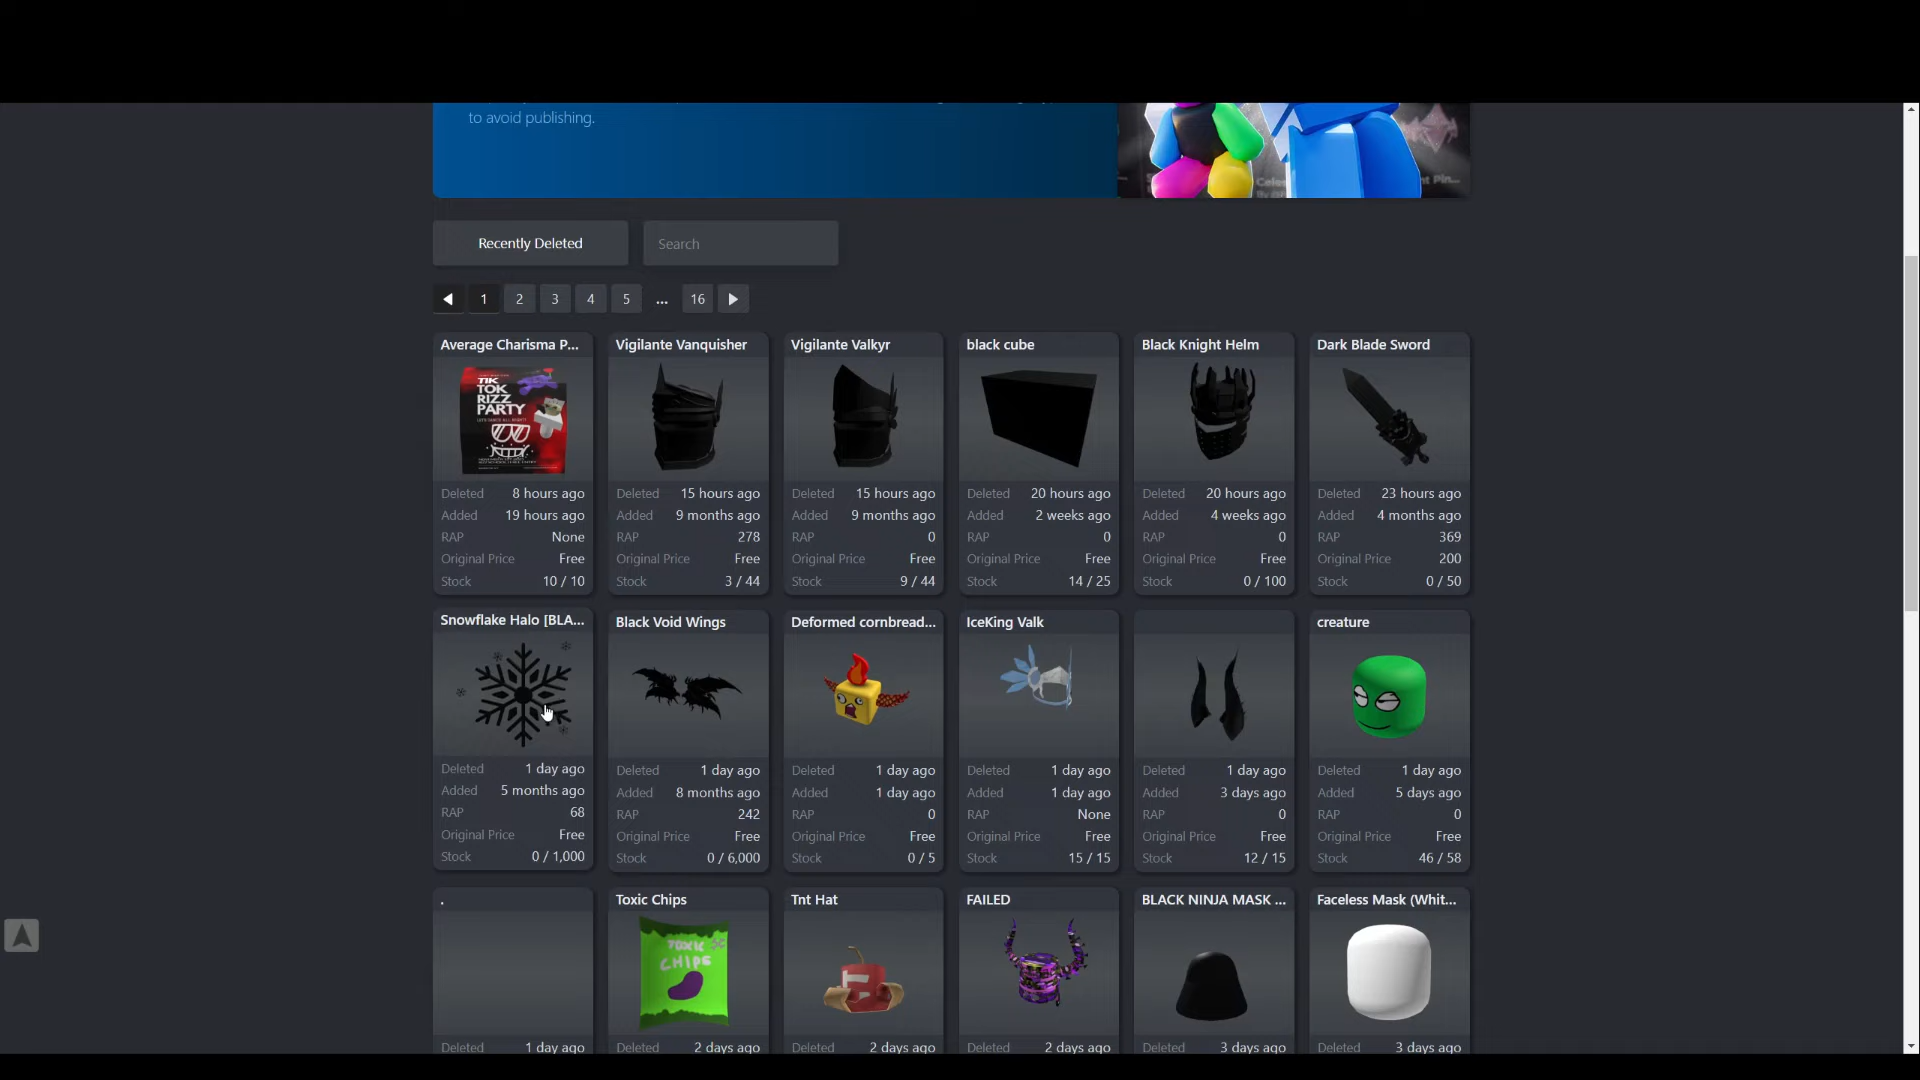 to avoid publishing.
Recently Deleted
Search
1 2 3 4 5 ... 16
Average Charisma P... Vigilante Vanquisher Vigilante Valkyr black cube Black Knight Helm Dark Blade Sword
TIK
TOK
RIZZ
PARTY
Deleted 8 hours ago Deleted 15 hours ago Deleted 15 hours ago Deleted 20 hours ago Deleted 20 hours ago Deleted 23 hours ago
Added 19 hours ago Added 9 months ago Added 9 months ago Added 2 weeks ago Added 4 weeks ago Added 4 months ago
RAP None RAP 278 RAP 0 RAP 0 RAP 0 RAP 369
Original Price Free Original Price Free Original Price Free Original Price Free Original Price Free Original Price 200
Stock 10 / 10 Stock 3 / 44 Stock 9 / 44 Stock 14 / 25 Stock 0 / 100 Stock 0 / 50
Snowflake Halo [BLA... Black Void Wings Deformed cornbread... IceKing Valk creature
Deleted 1 day ago Deleted 1 day ago Deleted 1 day ago Deleted 1 day ago Deleted 1 day ago Deleted 1 day ago
Added 5 months ago Added 8 months ago Added 1 day ago Added 1 day ago Added 3 days ago Added 5 days ago
RAP 68 RAP 242 RAP 0 RAP None RAP 0 RAP 0
Original Price Free Original Price Free Original Price Free Original Price Free Original Price Free Original Price Free
Stock 0 / 1,000 Stock 0 / 6,000 Stock 0 / 5 Stock 15 / 15 Stock 12 / 15 Stock 46 / 58
. Toxic Chips Tnt Hat FAILED BLACK NINJA MASK ... Faceless Mask (Whit...
TOXIC
CHIPS
Deleted 1 day ago Deleted 2 days ago Deleted 2 days ago Deleted 2 days ago Deleted 3 days ago Deleted 3 days ago